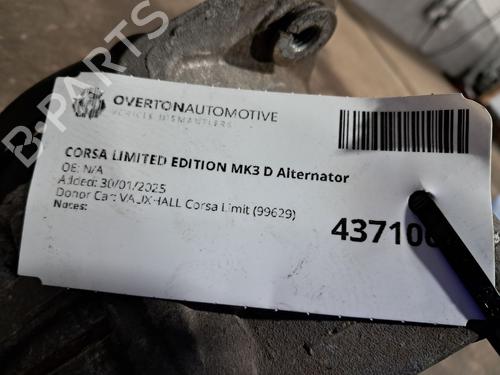 B-PARTS
OVERTONAUTOMOTIVE
VEHICLE DISMANTLERS
CORSA LIMITED EDITION MK3 D Alternator
OE: N/A
Added: 30/01/2025
Donor Car: VAUXHALL Corsa Limit (99629)
Notes: